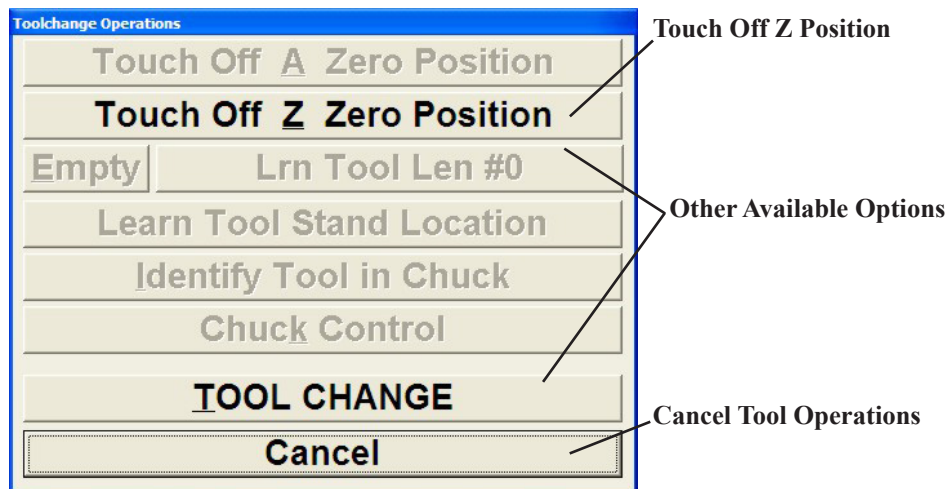 Toolchange Operations
Touch Off Z Position
Touch Off A Zero Position
Touch Off Z Zero Position
Empty
Lrn Tool Len #0
Other Available Options
Learn Tool Stand Location
Identify Tool in Chuck
Chuck Control
TOOL CHANGE
Cancel Tool Operations
Cancel